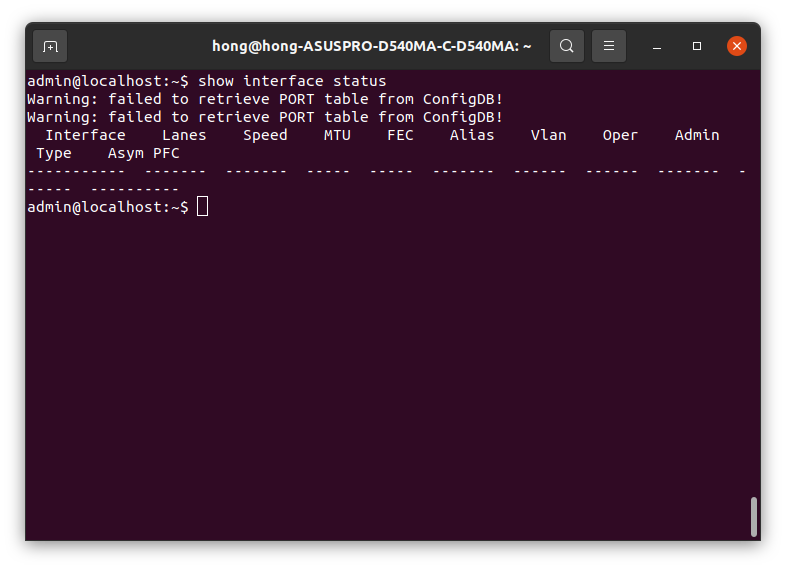 hong@hong-ASUSPRO-D540MA-C-D540MA: ~
admin@localhost:~$ show interface status
Warning: failed to retrieve PORT table from ConfigDB!
Warning: failed to retrieve PORT table from ConfigDB!
  Interface    Lanes    Speed    MTU    FEC    Alias    Vlan    Oper    Admin
 Type    Asym PFC
-----------  -------  -------  -----  -----  -------  ------  ------  -------  -
-----  ----------
admin@localhost:~$